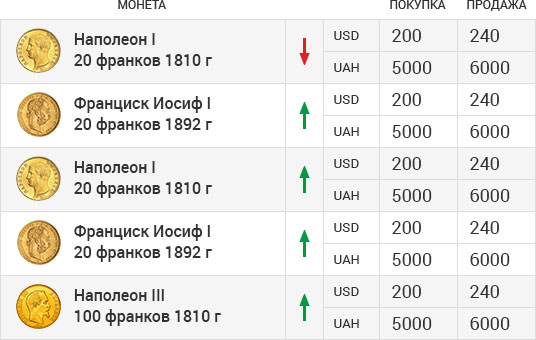 МОНЕТА ПОКУПКА ПРОДАЖА
Наполеон I
20 франков 1810 г
USD 200 240
UAH 5000 6000
Франциск Иосиф I
20 франков 1892 г
USD 200 240
UAH 5000 6000
Наполеон I
20 франков 1810 г
USD 200 240
UAH 5000 6000
Франциск Иосиф I
20 франков 1892 г
USD 200 240
UAH 5000 6000
Наполеон III
100 франков 1810 г
USD 200 240
UAH 5000 6000